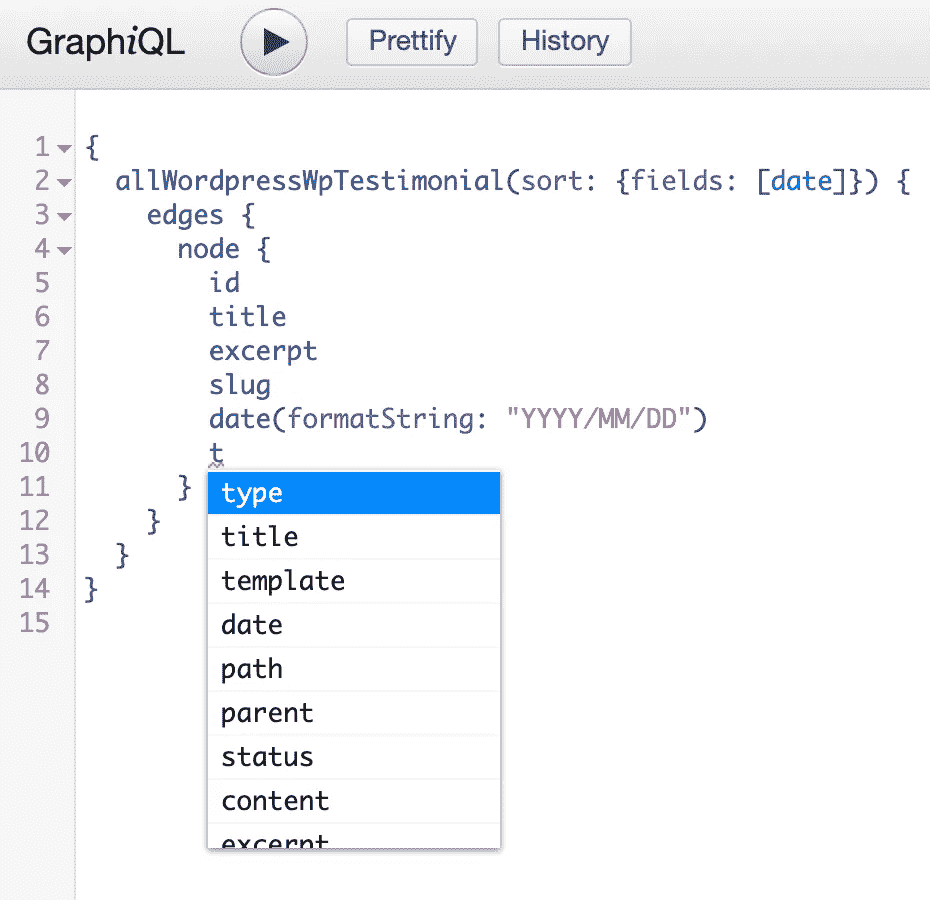 GraphiQL Prettify History
1 {
2 allWordpressWpTestimonial(sort: {fields: [date]}) {
3 edges {
4 node {
5 id
6 title
7 excerpt
8 slug
9 date(formatString: "YYYY/MM/DD")
10 t
11 }
type
12 }
title
13 }
template
14 }
date
15
path
parent
status
content
excerpt